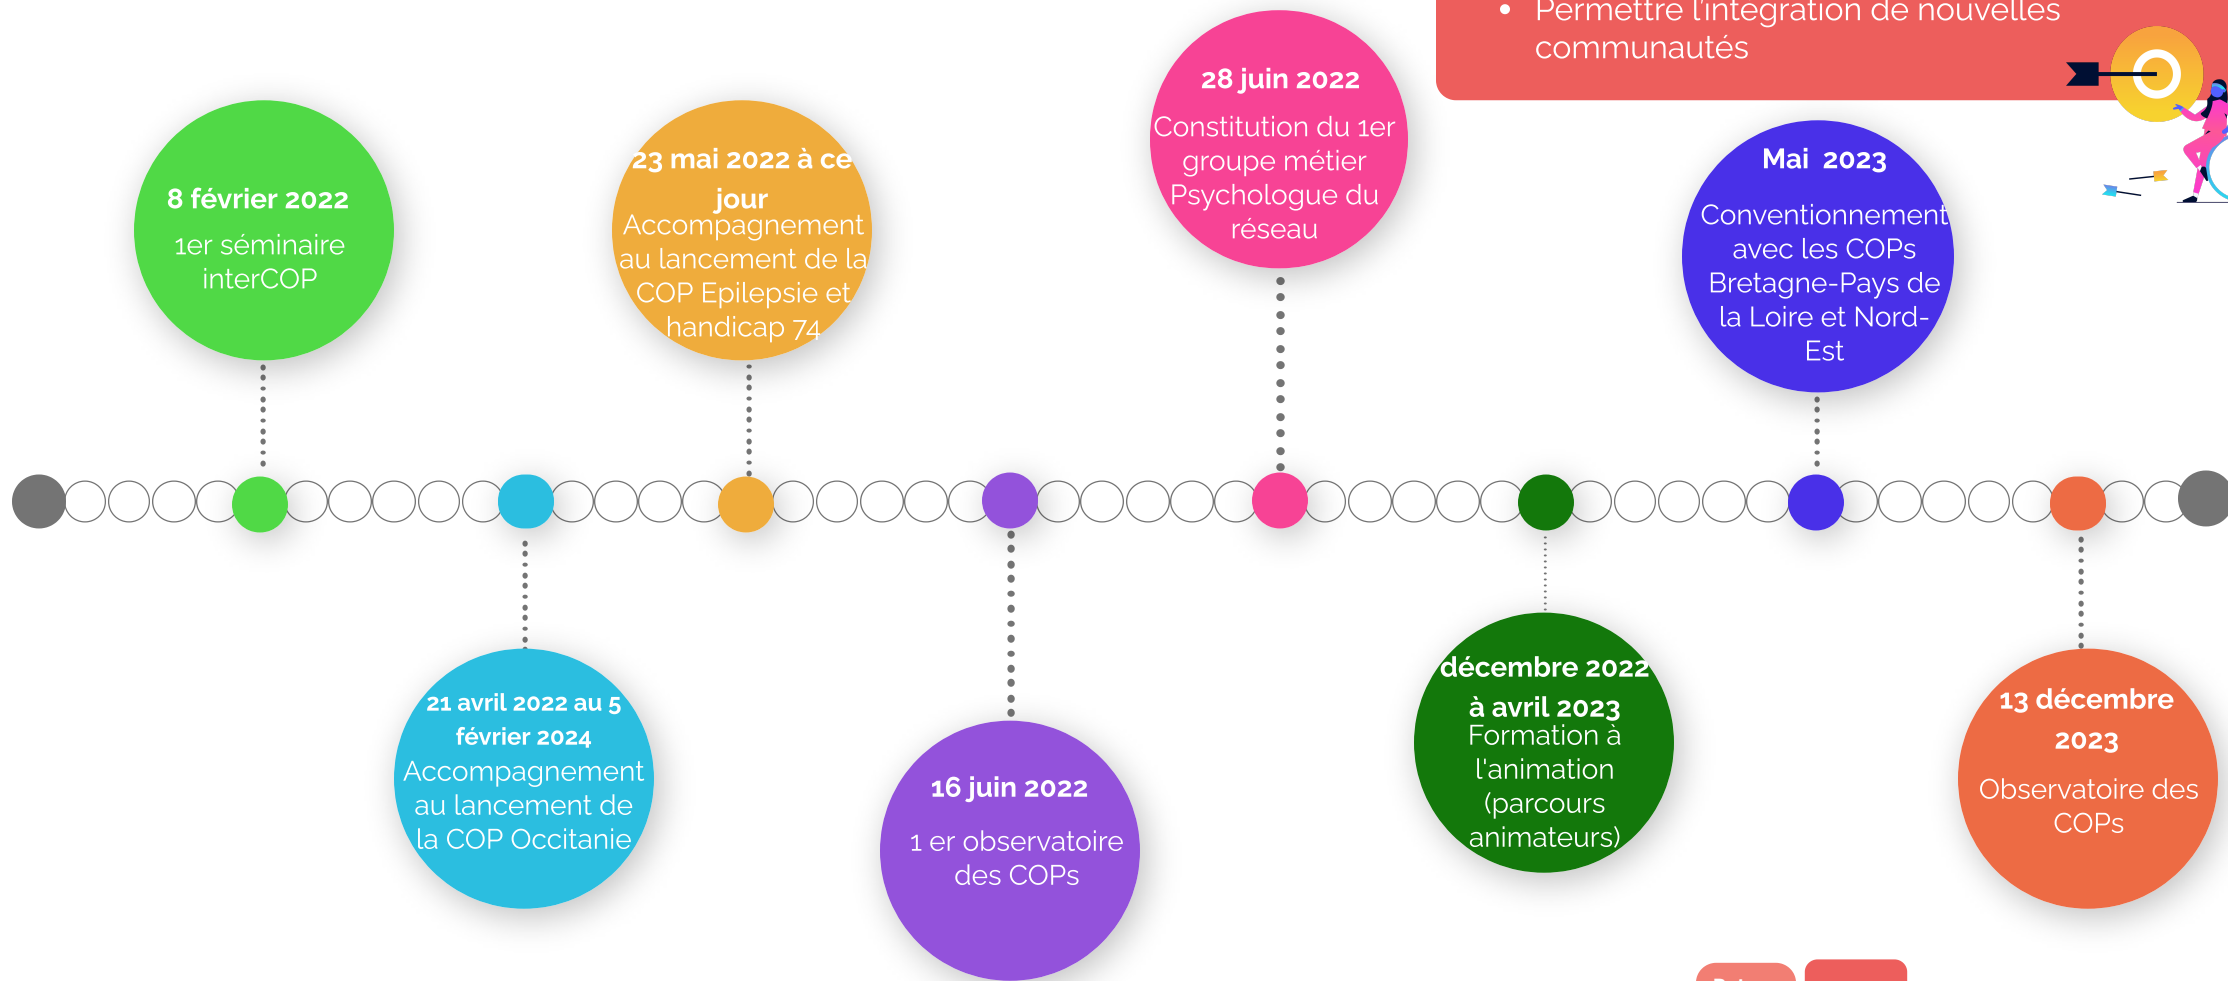 Permettre l'intégration de nouvelles
communautés
8 février 2022
1er séminaire
interCOP
23 mai 2022 à ce
jour
Accompagnement
au lancement de la
COP Epilepsie et
handicap 74
28 juin 2022
Constitution du 1er
groupe métier
Psychologue du
réseau
Mai 2023
Conventionnement
avec les COPs
Bretagne-Pays de
la Loire et Nord-
Est
21 avril 2022 au 5
février 2024
Accompagnement
au lancement de
la COP Occitanie
16 juin 2022
1 er observatoire
des COPs
décembre 2022
à avril 2023
Formation à
l'animation
(parcours
animateurs)
13 décembre
2023
Observatoire des
COPs